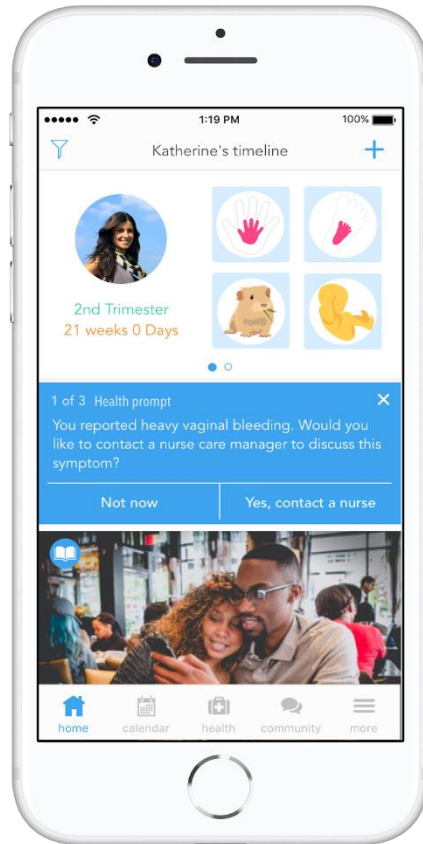 1:19 PM
100%
Katherine's timeline
2nd Trimester
21 weeks 0 Days
1 of 3 Health prompt
You reported heavy vaginal bleeding. Would you
like to contact a nurse care manager to discuss this
symptom?
Not now
Yes, contact a nurse
home
calendar
health
community
more